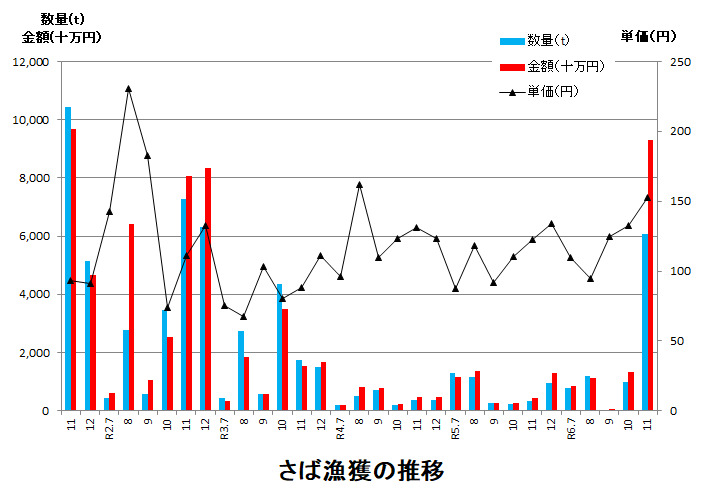 数量(t)
金額(十万円)
単価(円)
数量(t)
金額(十万円)
単価(円)
12,000
10,000
8,000
6,000
4,000
2,000
0
250
200
150
100
50
0
11 12 R2.7 8 9 10 11 12 R3.7 8 9 10 11 12 R4.7 8 9 10 11 12 R5.7 8 9 10 11 12 R6.7 8 9 10 11
さば漁獲の推移